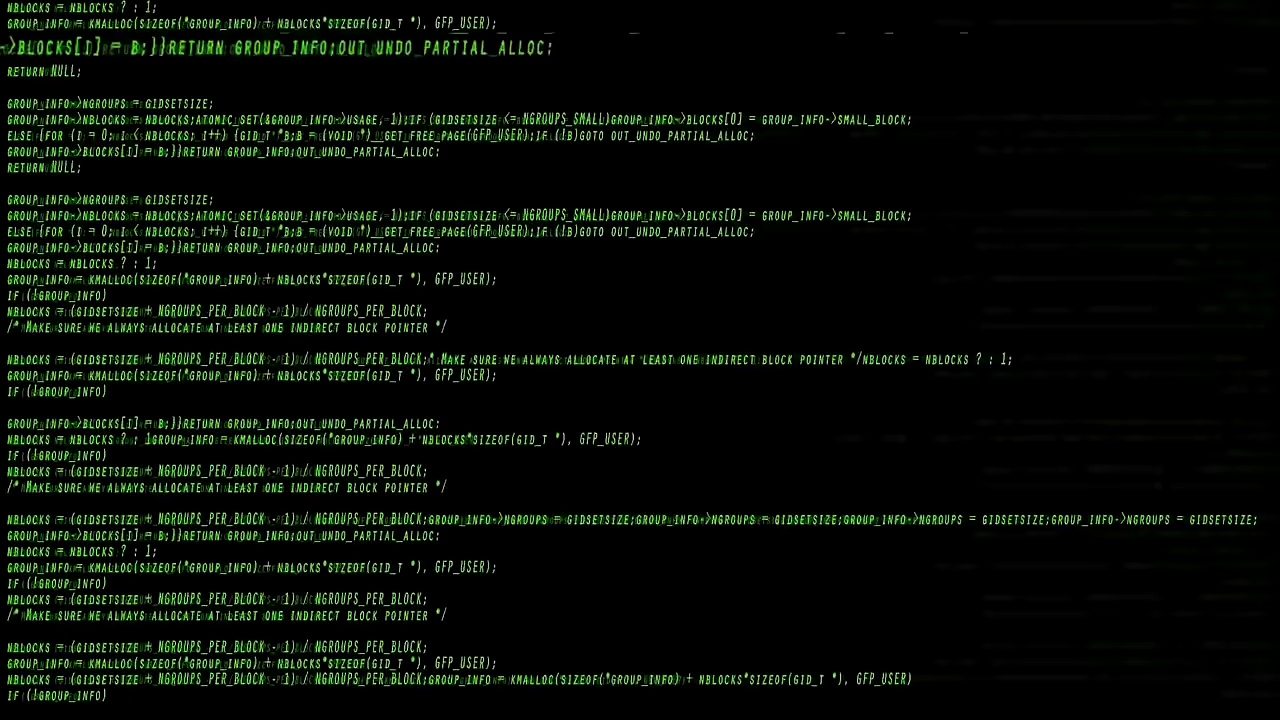 NBLOCKS = NBLOCKS ? : 1;
GROUP_INFO = KMALLOC(SIZEOF(*GROUP_INFO) + NBLOCKS*SIZEOF(GID_T *), GFP_USER);
->BLOCKS[I] = B;}}RETURN GROUP_INFO;OUT_UNDO_PARTIAL_ALLOC:
RETURN NULL;
GROUP_INFO->NGROUPS = GIDSETSIZE;
GROUP_INFO->NBLOCKS = NBLOCKS;ATOMIC_SET(&GROUP_INFO->USAGE, 1);IF (GIDSETSIZE <= NGROUPS_SMALL)GROUP_INFO->BLOCKS[0] = GROUP_INFO->SMALL_BLOCK;
ELSE{FOR (I = 0; I < NBLOCKS; I++) {GID_T *B;B = (VOID *)__GET_FREE_PAGE(GFP_USER);IF (!B)GOTO OUT_UNDO_PARTIAL_ALLOC;
GROUP_INFO->BLOCKS[I] = B;}}RETURN GROUP_INFO;OUT_UNDO_PARTIAL_ALLOC:
RETURN NULL;
GROUP_INFO->NGROUPS = GIDSETSIZE;
GROUP_INFO->NBLOCKS = NBLOCKS;ATOMIC_SET(&GROUP_INFO->USAGE, 1);IF (GIDSETSIZE <= NGROUPS_SMALL)GROUP_INFO->BLOCKS[0] = GROUP_INFO->SMALL_BLOCK;
ELSE{FOR (I = 0; I < NBLOCKS; I++) {GID_T *B;B = (VOID *)__GET_FREE_PAGE(GFP_USER);IF (!B)GOTO OUT_UNDO_PARTIAL_ALLOC;
GROUP_INFO->BLOCKS[I] = B;}}RETURN GROUP_INFO;OUT_UNDO_PARTIAL_ALLOC:
NBLOCKS = NBLOCKS ? : 1;
GROUP_INFO = KMALLOC(SIZEOF(*GROUP_INFO) + NBLOCKS*SIZEOF(GID_T *), GFP_USER);
IF (!GROUP_INFO)
NBLOCKS = (GIDSETSIZE + NGROUPS_PER_BLOCK - 1) / NGROUPS_PER_BLOCK;
/* MAKE SURE WE ALWAYS ALLOCATE AT LEAST ONE INDIRECT BLOCK POINTER */
NBLOCKS = (GIDSETSIZE + NGROUPS_PER_BLOCK - 1) / NGROUPS_PER_BLOCK;* MAKE SURE WE ALWAYS ALLOCATE AT LEAST ONE INDIRECT BLOCK POINTER */NBLOCKS = NBLOCKS ? : 1;
GROUP_INFO = KMALLOC(SIZEOF(*GROUP_INFO) + NBLOCKS*SIZEOF(GID_T *), GFP_USER);
IF (!GROUP_INFO)
GROUP_INFO->BLOCKS[I] = B;}}RETURN GROUP_INFO;OUT_UNDO_PARTIAL_ALLOC:
NBLOCKS = NBLOCKS ? : 1GROUP_INFO = KMALLOC(SIZEOF(*GROUP_INFO) + NBLOCKS*SIZEOF(GID_T *), GFP_USER);
IF (!GROUP_INFO)
NBLOCKS = (GIDSETSIZE + NGROUPS_PER_BLOCK - 1) / NGROUPS_PER_BLOCK;
/* MAKE SURE WE ALWAYS ALLOCATE AT LEAST ONE INDIRECT BLOCK POINTER */
NBLOCKS = (GIDSETSIZE + NGROUPS_PER_BLOCK - 1) / NGROUPS_PER_BLOCK;GROUP_INFO->NGROUPS = GIDSETSIZE;GROUP_INFO->NGROUPS = GIDSETSIZE;GROUP_INFO->NGROUPS = GIDSETSIZE;GROUP_INFO->NGROUPS = GIDSETSIZE;
GROUP_INFO->BLOCKS[I] = B;}}RETURN GROUP_INFO;OUT_UNDO_PARTIAL_ALLOC:
NBLOCKS = NBLOCKS ? : 1;
GROUP_INFO = KMALLOC(SIZEOF(*GROUP_INFO) + NBLOCKS*SIZEOF(GID_T *), GFP_USER);
IF (!GROUP_INFO)
NBLOCKS = (GIDSETSIZE + NGROUPS_PER_BLOCK - 1) / NGROUPS_PER_BLOCK;
/* MAKE SURE WE ALWAYS ALLOCATE AT LEAST ONE INDIRECT BLOCK POINTER */
NBLOCKS = (GIDSETSIZE + NGROUPS_PER_BLOCK - 1) / NGROUPS_PER_BLOCK;
GROUP_INFO = KMALLOC(SIZEOF(*GROUP_INFO) + NBLOCKS*SIZEOF(GID_T *), GFP_USER);
NBLOCKS = (GIDSETSIZE + NGROUPS_PER_BLOCK - 1) / NGROUPS_PER_BLOCK;GROUP_INFO = KMALLOC(SIZEOF(*GROUP_INFO) + NBLOCKS*SIZEOF(GID_T *), GFP_USER)
IF (!GROUP_INFO)